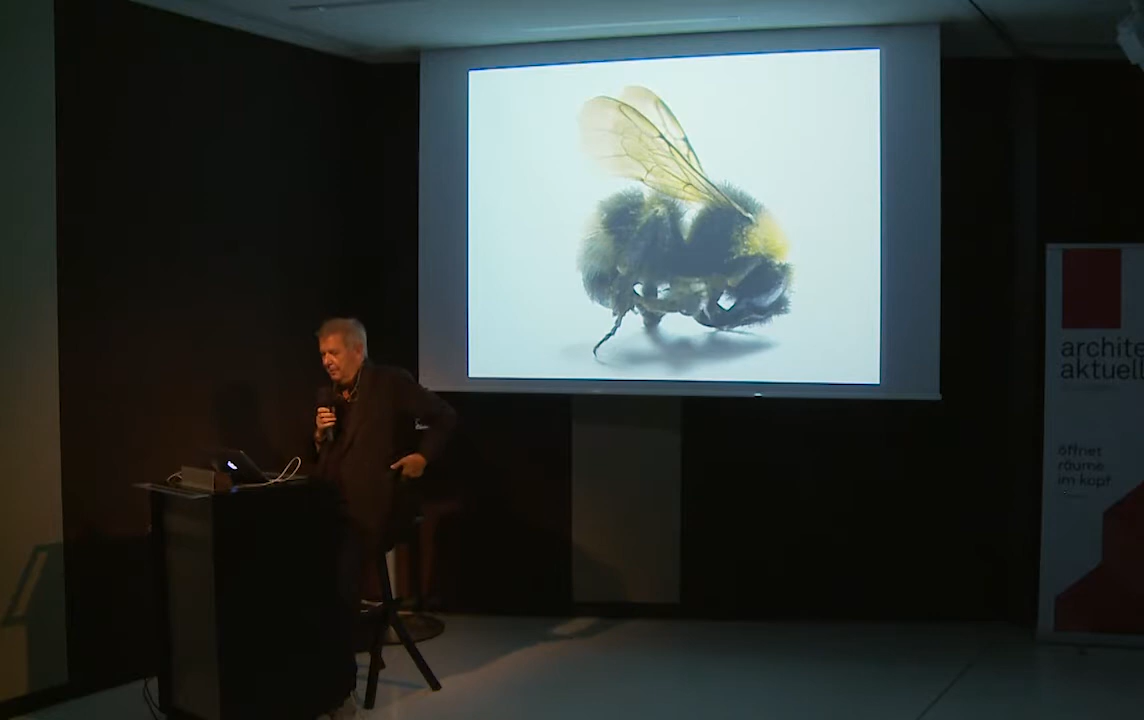 archite
aktuell
öffnet
räume
im kopf